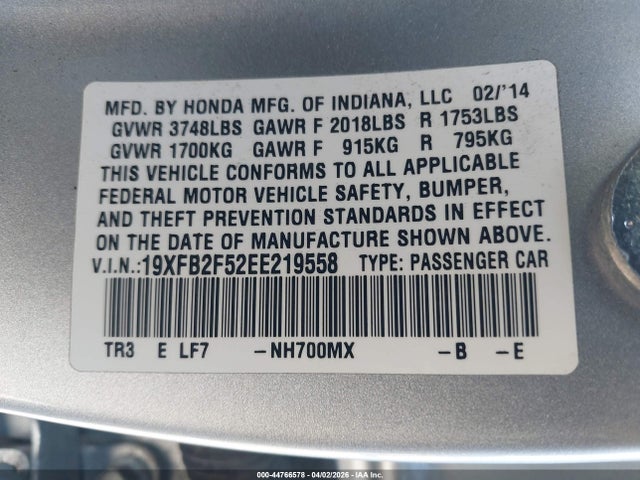 MFD. BY HONDA MFG. OF INDIANA, LLC 02/'14
GVWR 3748LBS GAWR F 2018LBS R 1753LBS
GVWR 1700KG GAWR F 915KG R 795KG
THIS VEHICLE CONFORMS TO ALL APPLICABLE
FEDERAL MOTOR VEHICLE SAFETY, BUMPER,
AND THEFT PREVENTION STANDARDS IN EFFECT
ON THE DATE OF MANUFACTURE SHOWN ABOVE.
V.I.N.:19XFB2F52EE219558 TYPE: PASSENGER CAR
TR3 E LF7 -NH700MX -B -E
000-44766578 04/02/2026 IAA Inc.